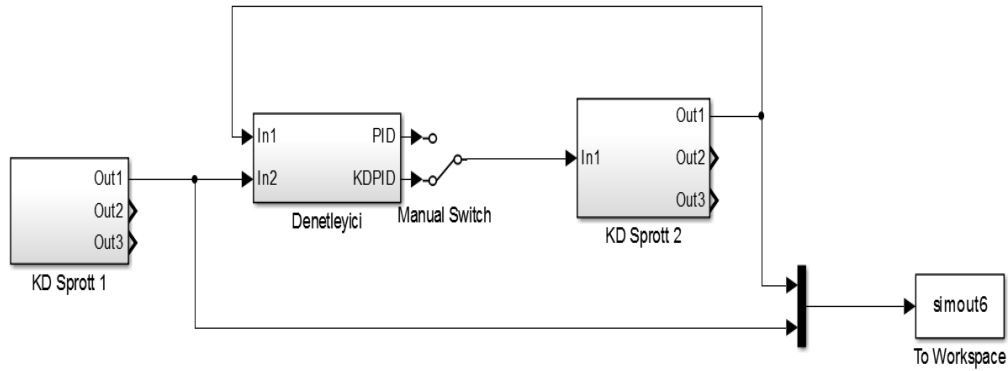 Out1
Out2
Out3
KD Sprott 1
In1
In2
PID
KDPID
Denetleyici
Manual Switch
In1
Out1
Out2
Out3
KD Sprott 2
simout6
To Workspace